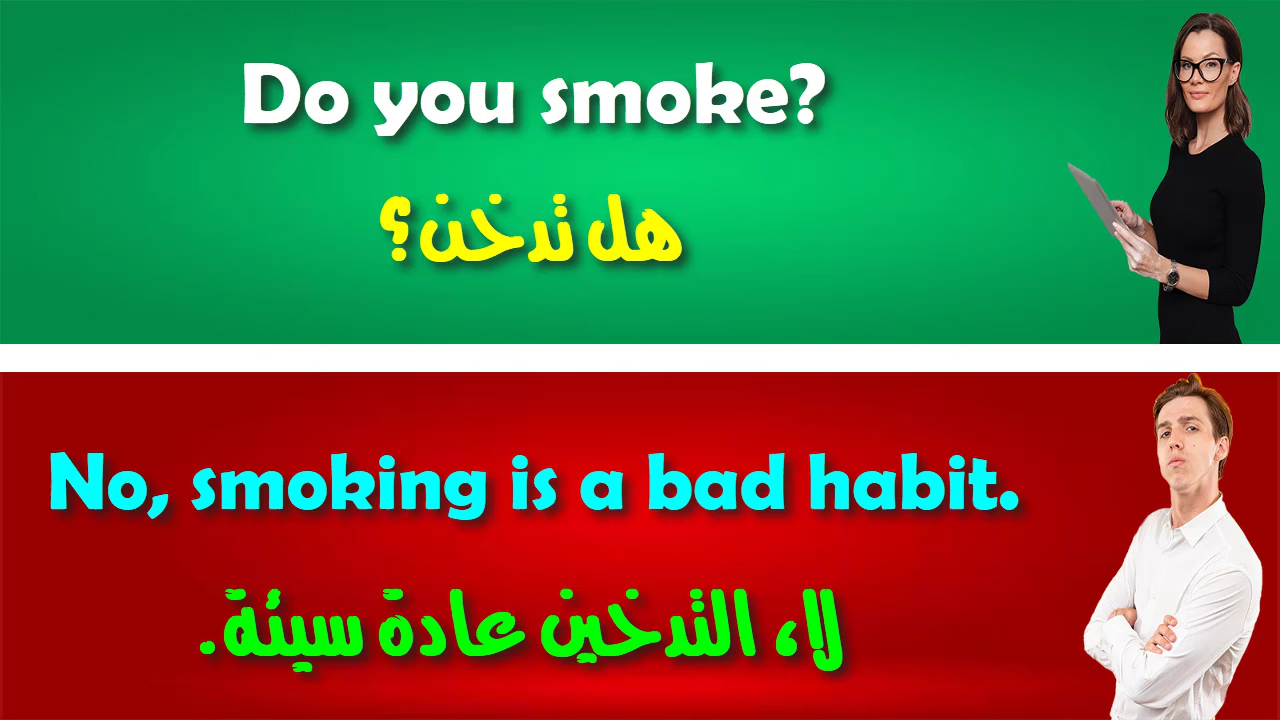 Do you smoke?
هل تدخن؟
No, smoking is a bad habit.
لا، التدخين عادة سيئة.